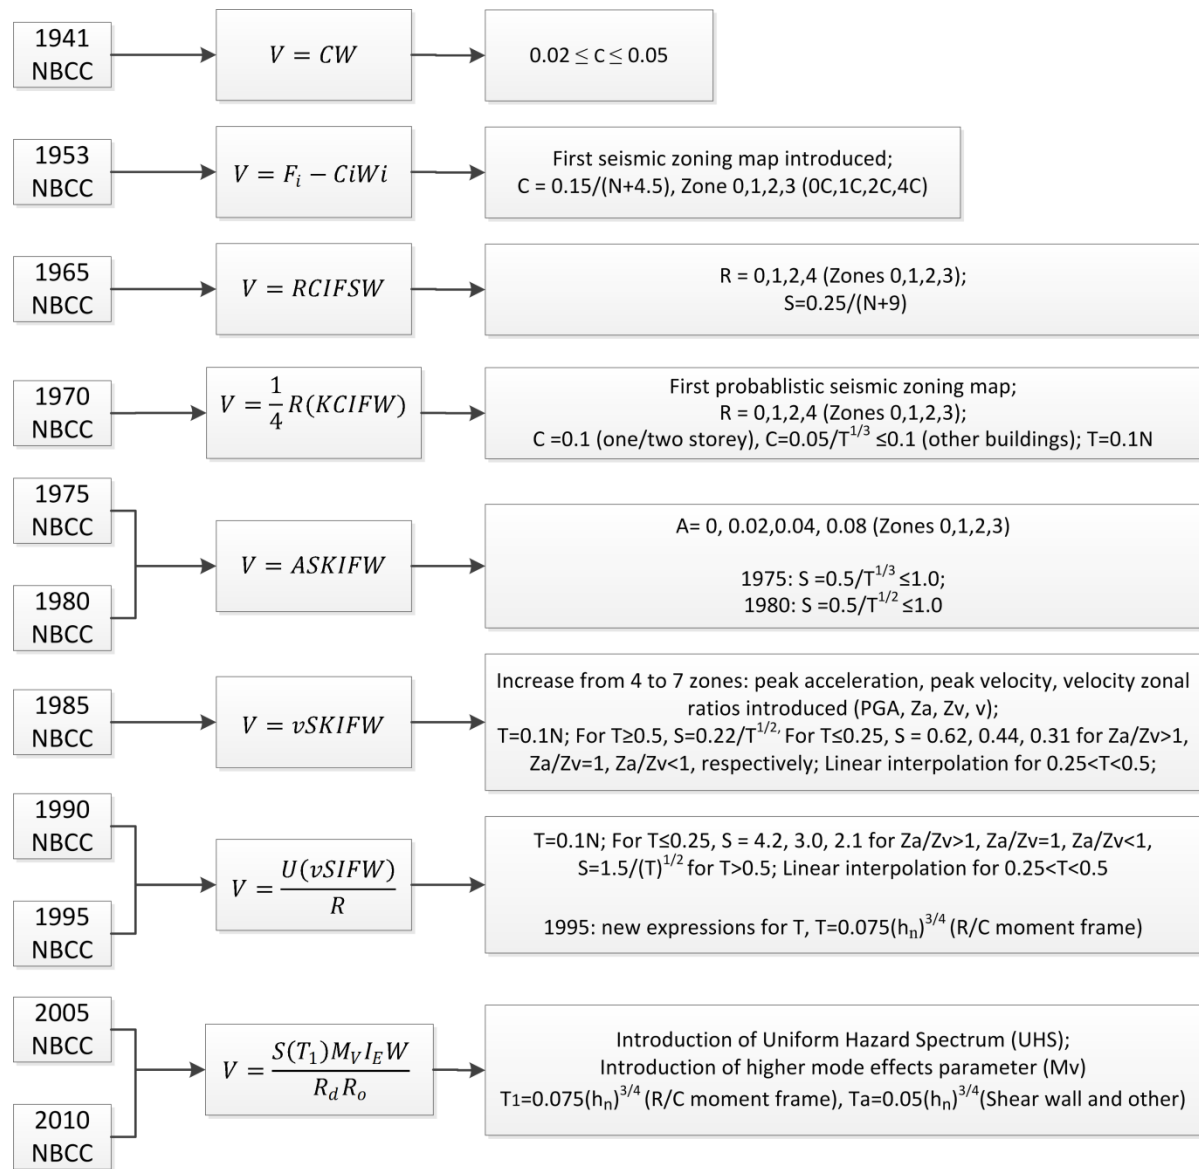 1941
NBCC
V = CW
0.02 ≤ C ≤ 0.05
1953
NBCC
V = F_i − CiWi
First seismic zoning map introduced;
C = 0.15/(N+4.5), Zone 0,1,2,3 (0C,1C,2C,4C)
1965
NBCC
V = RCIFSW
R = 0,1,2,4 (Zones 0,1,2,3);
S=0.25/(N+9)
1970
NBCC
V = 1/4 R(KCIFW)
First probablistic seismic zoning map;
R = 0,1,2,4 (Zones 0,1,2,3);
C =0.1 (one/two storey), C=0.05/T^1/3 ≤0.1 (other buildings); T=0.1N
1975
NBCC
1980
NBCC
V = ASKIFW
A= 0, 0.02,0.04, 0.08 (Zones 0,1,2,3)
1975: S =0.5/T^1/3 ≤1.0;
1980: S =0.5/T^1/2 ≤1.0
1985
NBCC
V = vSKIFW
Increase from 4 to 7 zones: peak acceleration, peak velocity, velocity zonal
ratios introduced (PGA, Za, Zv, v);
T=0.1N; For T≥0.5, S=0.22/T^1/2, For T≤0.25, S = 0.62, 0.44, 0.31 for Za/Zv>1,
Za/Zv=1, Za/Zv<1, respectively; Linear interpolation for 0.25<T<0.5;
1990
NBCC
1995
NBCC
V = U(vSIFW)/R
T=0.1N; For T≤0.25, S = 4.2, 3.0, 2.1 for Za/Zv>1, Za/Zv=1, Za/Zv<1,
S=1.5/(T)^1/2 for T>0.5; Linear interpolation for 0.25<T<0.5
1995: new expressions for T, T=0.075(h_n)^3/4 (R/C moment frame)
2005
NBCC
2010
NBCC
V = S(T_1)M_V I_E W/R_d R_o
Introduction of Uniform Hazard Spectrum (UHS);
Introduction of higher mode effects parameter (Mv)
T1=0.075(h_n)^3/4 (R/C moment frame), Ta=0.05(h_n)^3/4(Shear wall and other)